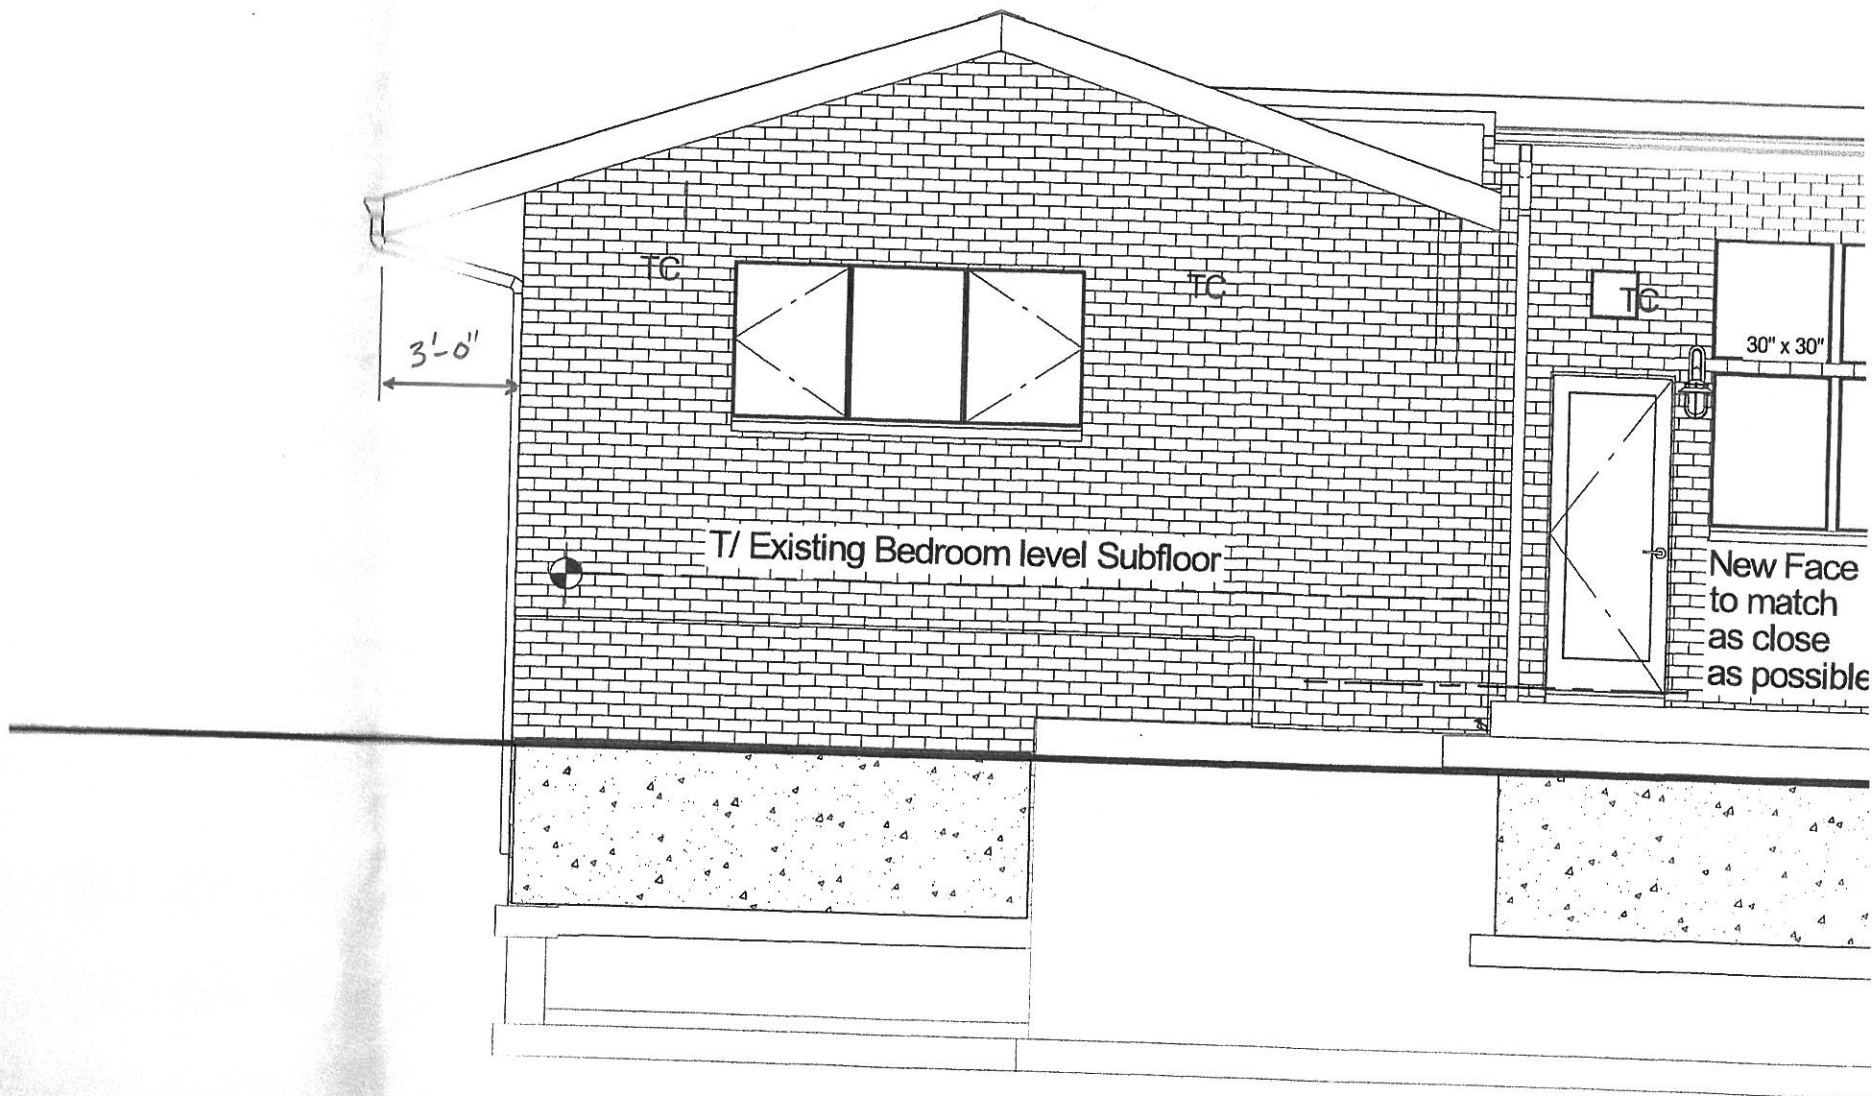 TC
TC
TC
30" x 30"
3'-0"
T/ Existing Bedroom level Subfloor
New Face
to match
as close
as possible